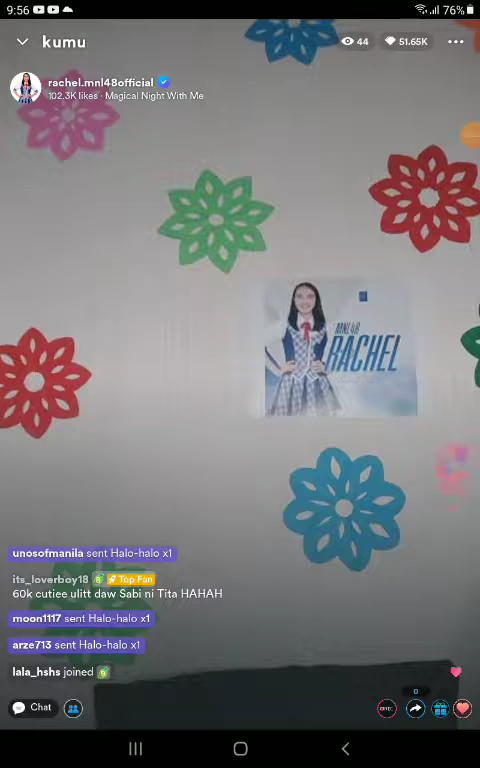 9:56
76%
kumu
44
51.65K
rachel.mnl48official
102.3K likes · Magical Night With Me
MNL48
RACHEL
unosofmanila sent Halo-halo x1
its_loverboy18 Top Fan
60k cutiee ulitt daw Sabi ni Tita HAHAH
moon1117 sent Halo-halo x1
arze713 sent Halo-halo x1
lala_hshs joined
0
Chat